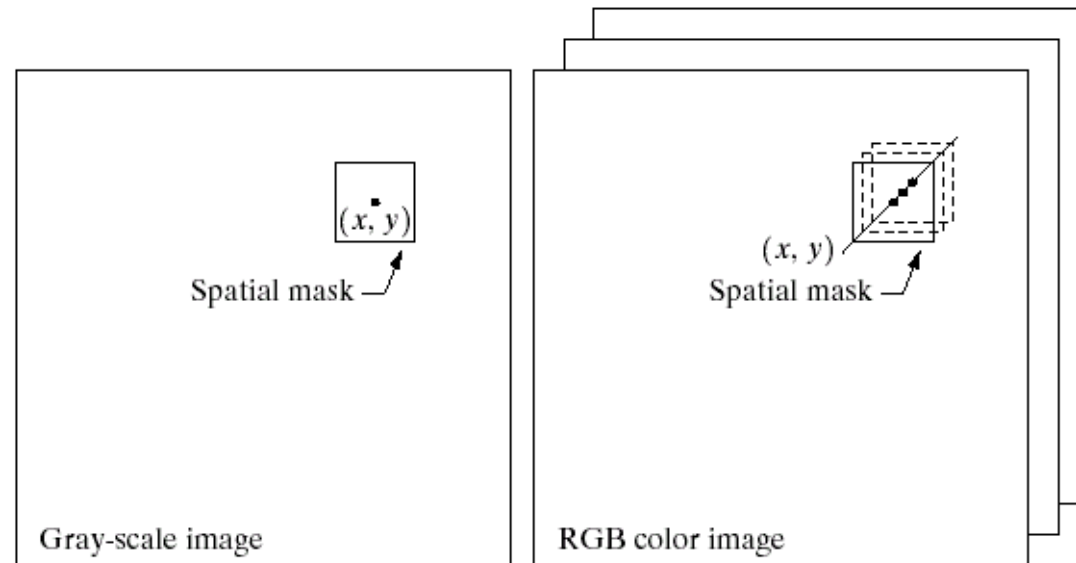 (x, y)
Spatial mask
Gray-scale image
(x, y)
Spatial mask
RGB color image